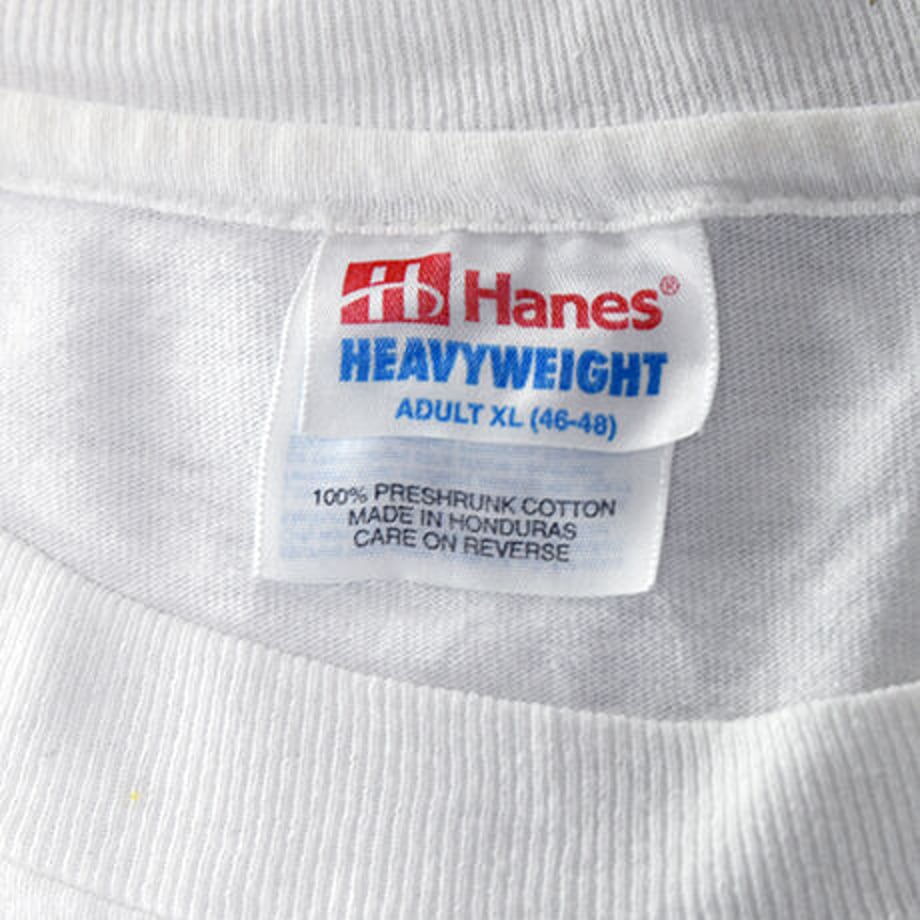 Hanes®
HEAVYWEIGHT
ADULT XL (46-48)
100% PRESHRUNK COTTON
MADE IN HONDURAS
CARE ON REVERSE